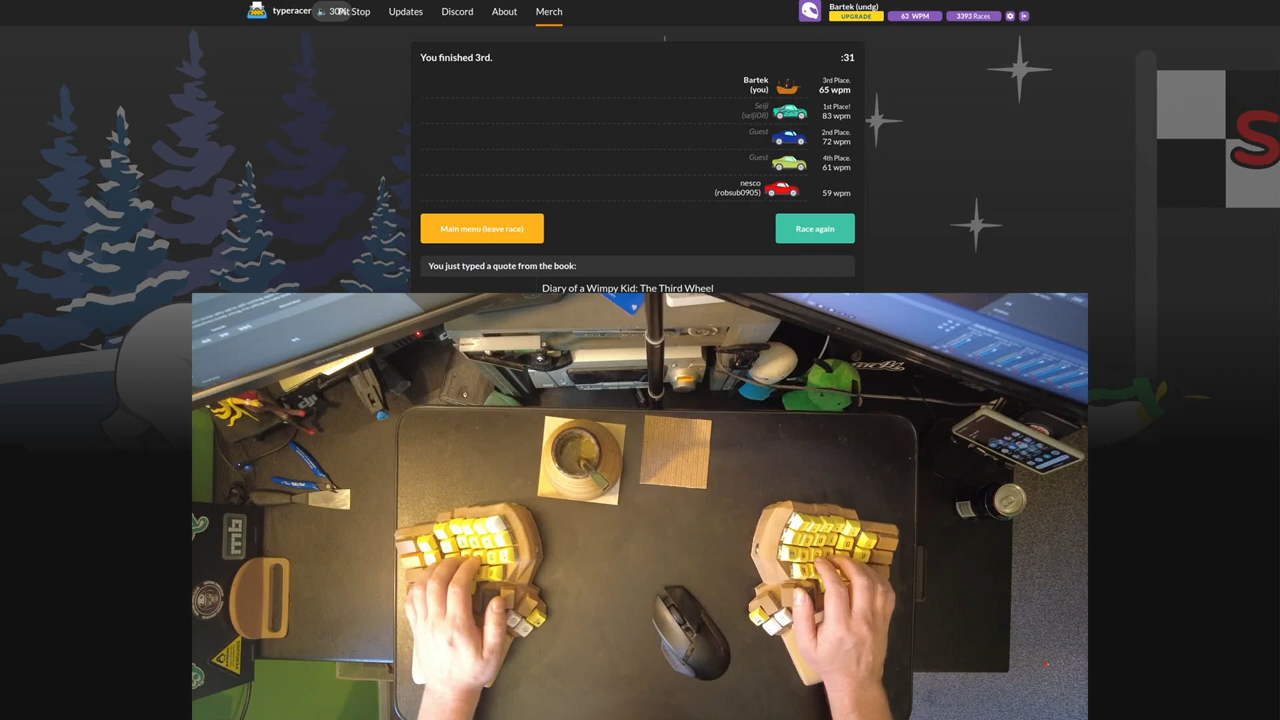 typeracer
Pit Stop
Updates
Discord
About
Merch
Bartek (undg)
UPGRADE
63 WPM
3393 Races
You finished 3rd.
:31
Bartek
(you)
3rd Place.
65 wpm
Seiji
(seiji08)
1st Place!
83 wpm
Guest
2nd Place.
72 wpm
Guest
4th Place.
61 wpm
nesco
(robsub0905)
59 wpm
Main menu (leave race)
Race again
You just typed a quote from the book:
Diary of a Wimpy Kid: The Third Wheel
S
dji